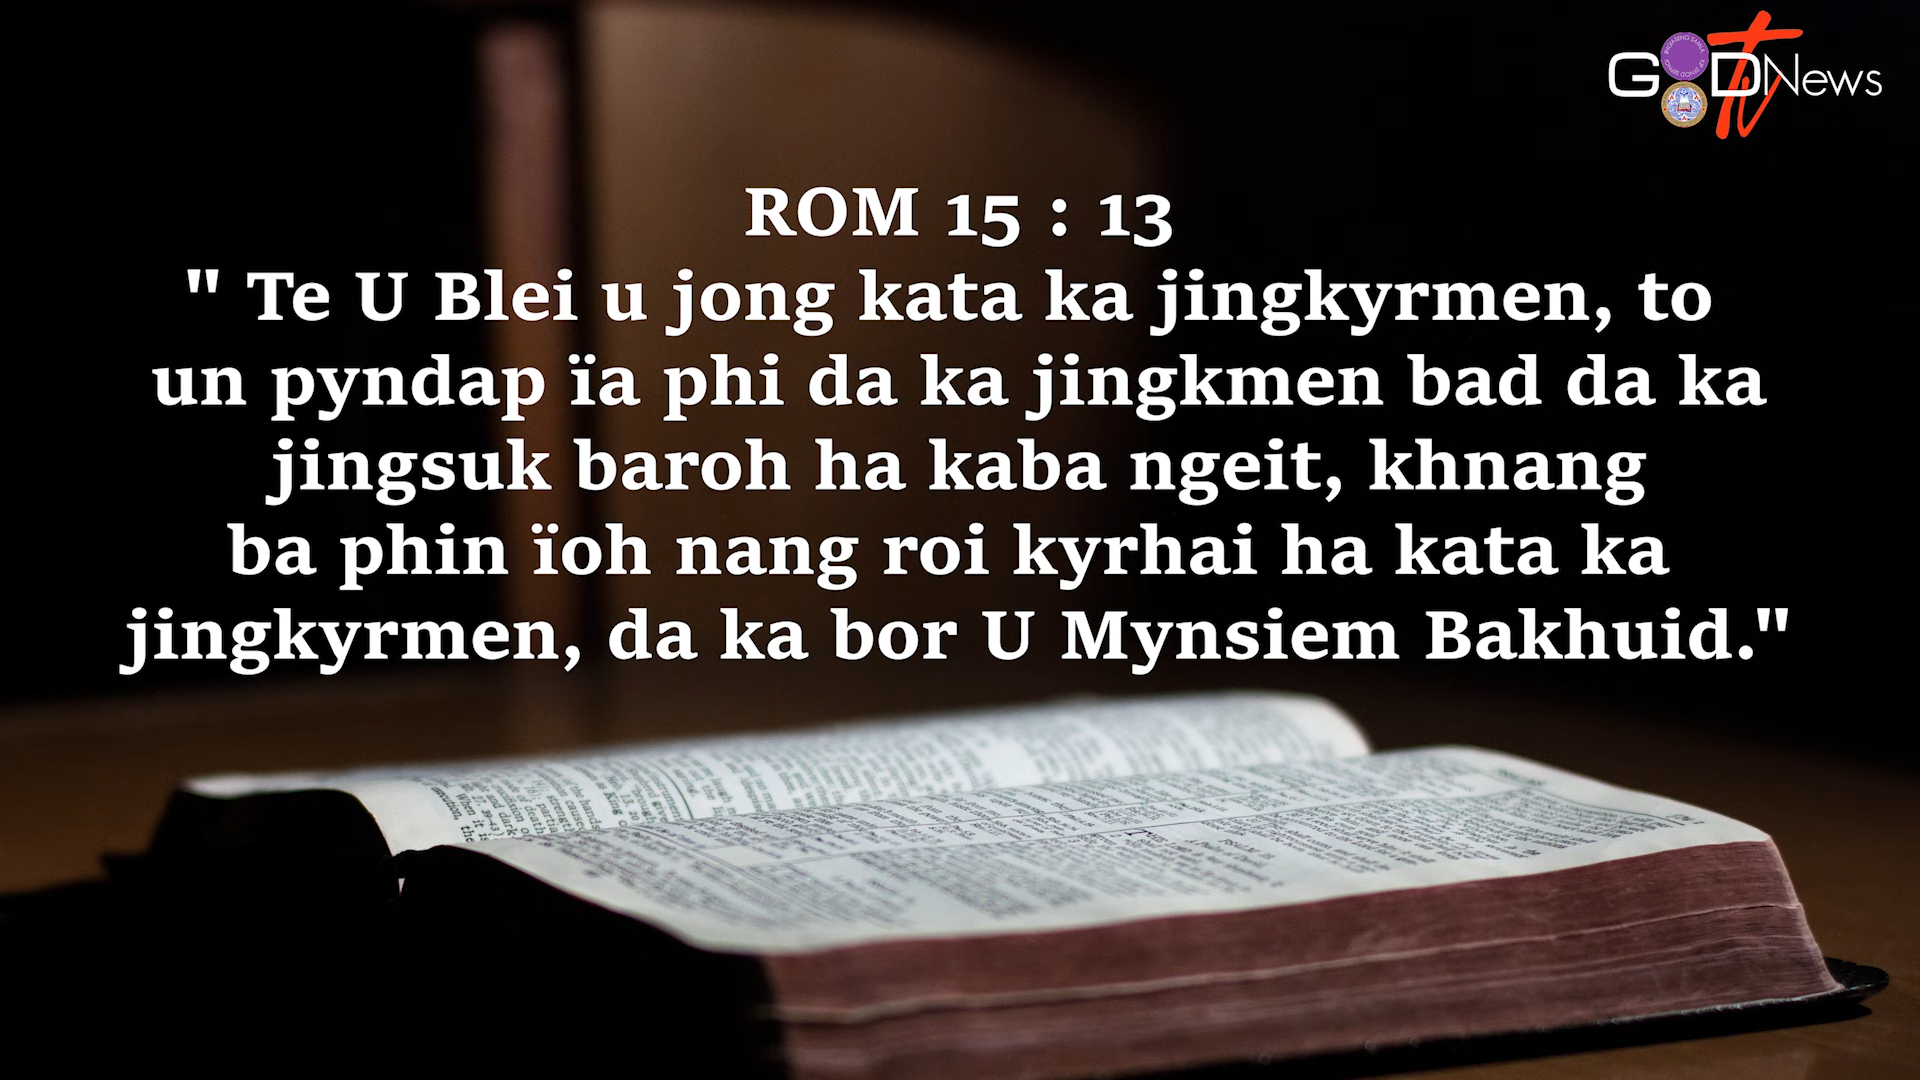 GOOD News tv
ROM 15 : 13
" Te U Blei u jong kata ka jingkyrmen, to
un pyndap ïa phi da ka jingkmen bad da ka
jingsuk baroh ha kaba ngeit, khnang
ba phin ïoh nang roi kyrhai ha kata ka
jingkyrmen, da ka bor U Mynsiem Bakhuid."